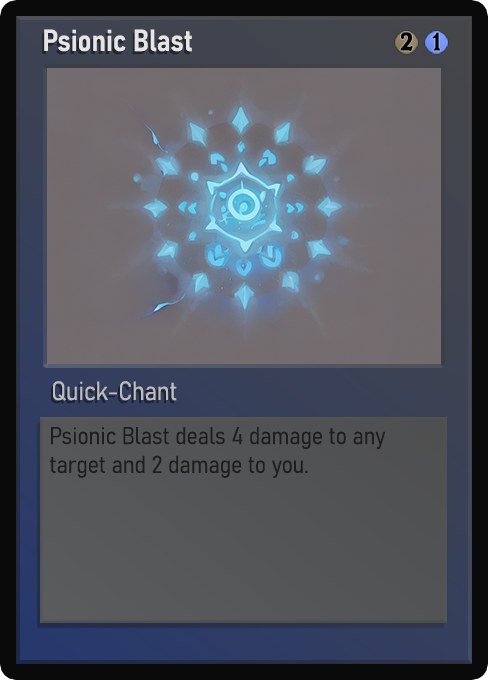 Psionic Blast 2 1
Quick-Chant
Psionic Blast deals 4 damage to any
target and 2 damage to you.